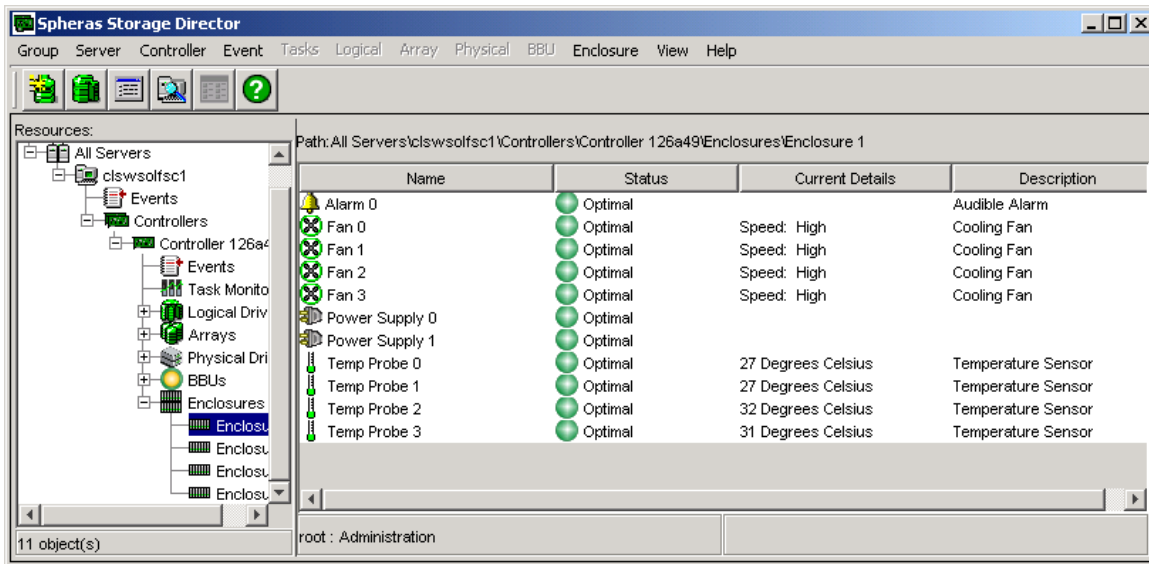 Spheras Storage Director
Group Server Controller Event Tasks Logical Array Physical BBU Enclosure View Help
Resources:
All Servers
clswsolfsc1
Events
Controllers
Controller 126a4
Events
Task Monito
Logical Driv
Arrays
Physical Dri
BBUs
Enclosures
Enclosu
Enclosu
Enclosu
Enclosu
11 object(s)
Path:All Servers\clswsolfsc1\Controllers\Controller 126a49\Enclosures\Enclosure 1
Name Status Current Details Description
Alarm 0 Optimal Audible Alarm
Fan 0 Optimal Speed: High Cooling Fan
Fan 1 Optimal Speed: High Cooling Fan
Fan 2 Optimal Speed: High Cooling Fan
Fan 3 Optimal Speed: High Cooling Fan
Power Supply 0 Optimal
Power Supply 1 Optimal
Temp Probe 0 Optimal 27 Degrees Celsius Temperature Sensor
Temp Probe 1 Optimal 27 Degrees Celsius Temperature Sensor
Temp Probe 2 Optimal 32 Degrees Celsius Temperature Sensor
Temp Probe 3 Optimal 31 Degrees Celsius Temperature Sensor
root : Administration